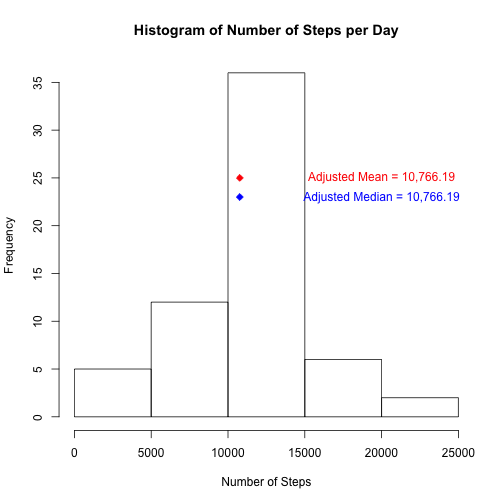 Histogram of Number of Steps per Day
35
30
25
20
15
10
5
0
Frequency
Adjusted Mean = 10,766.19
Adjusted Median = 10,766.19
0 5000 10000 15000 20000 25000
Number of Steps